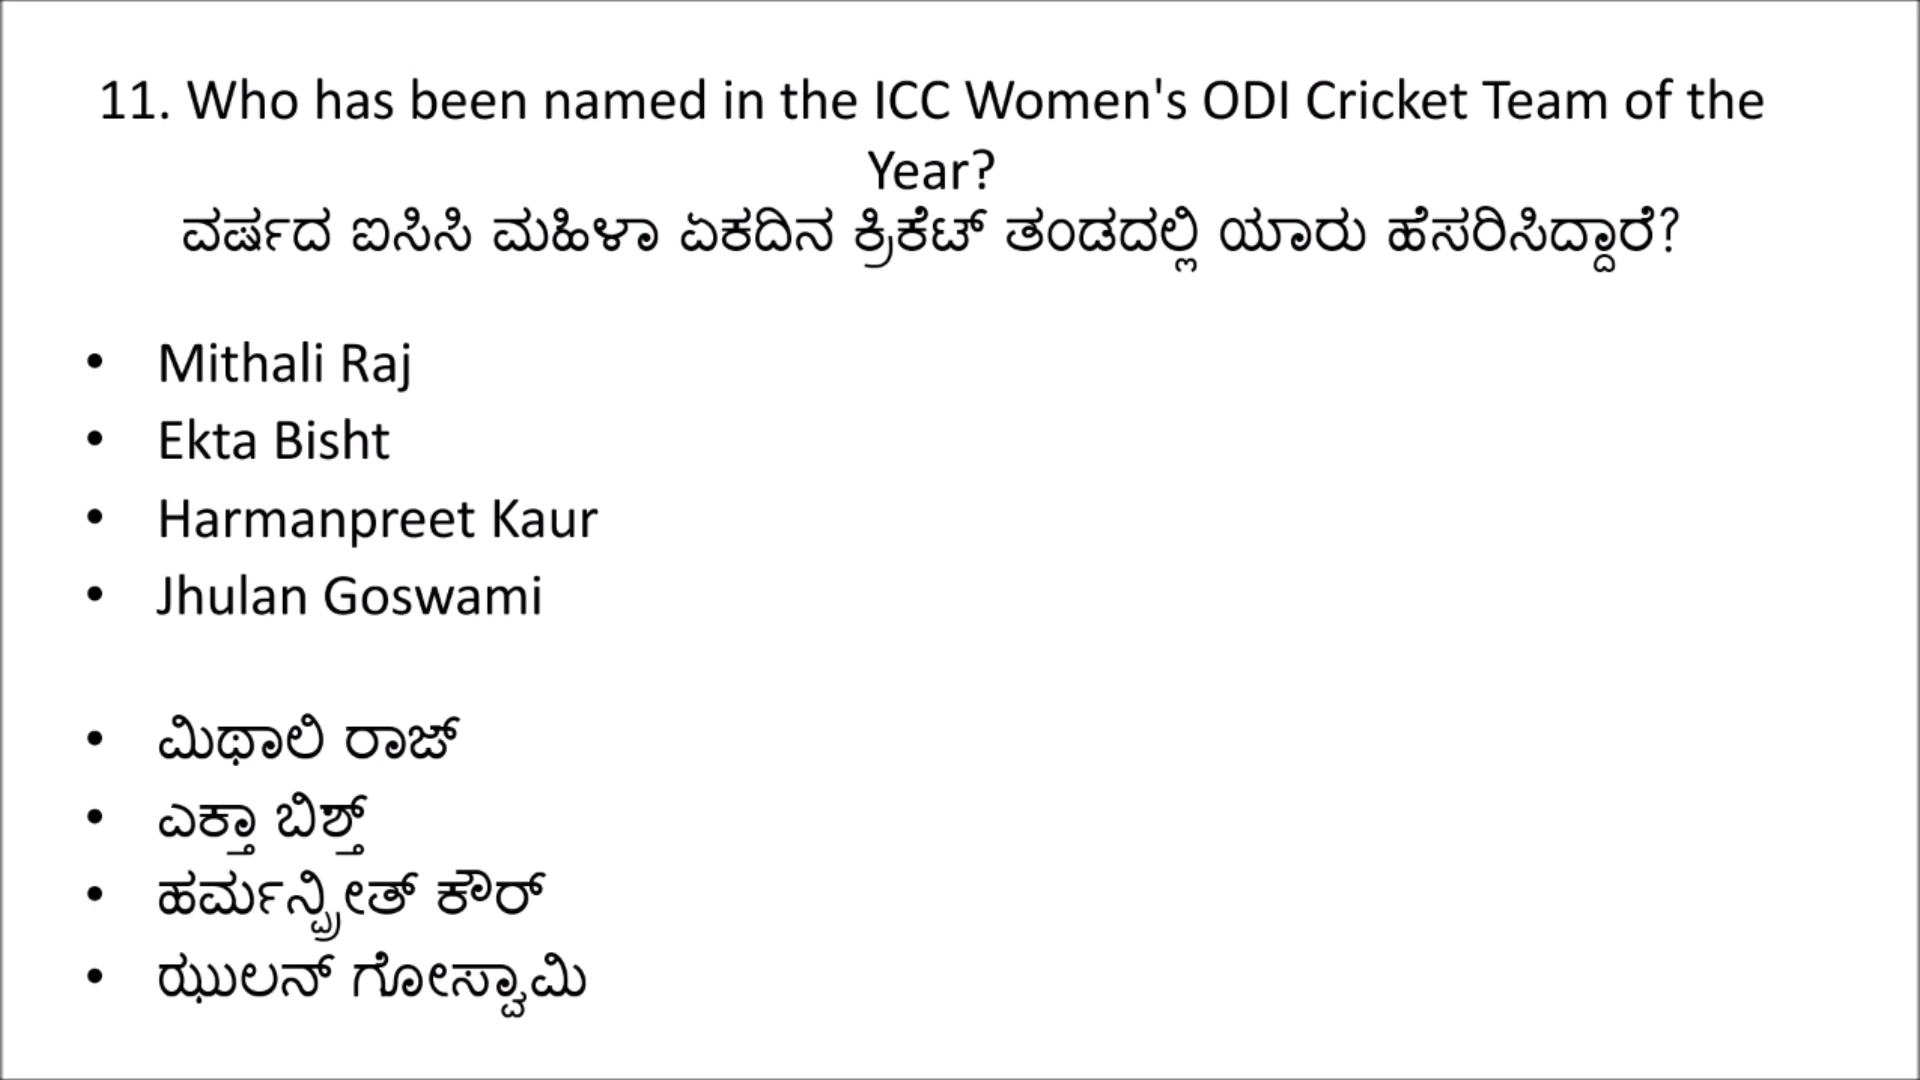 11. Who has been named in the ICC Women's ODI Cricket Team of the
Year?
ವರ್ಷದ ಐಸಿಸಿ ಮಹಿಳಾ ಏಕದಿನ ಕ್ರಿಕೆಟ್ ತಂಡದಲ್ಲಿ ಯಾರು ಹೆಸರಿಸಿದ್ದಾರೆ?
• Mithali Raj
• Ekta Bisht
• Harmanpreet Kaur
• Jhulan Goswami
• ಮಿಥಾಲಿ ರಾಜ್
• ಎಕ್ತಾ ಬಿಶ್ತ್
• ಹರ್ಮನ್ಪ್ರೀತ್ ಕೌರ್
• ಝುಲನ್ ಗೋಸ್ವಾಮಿ